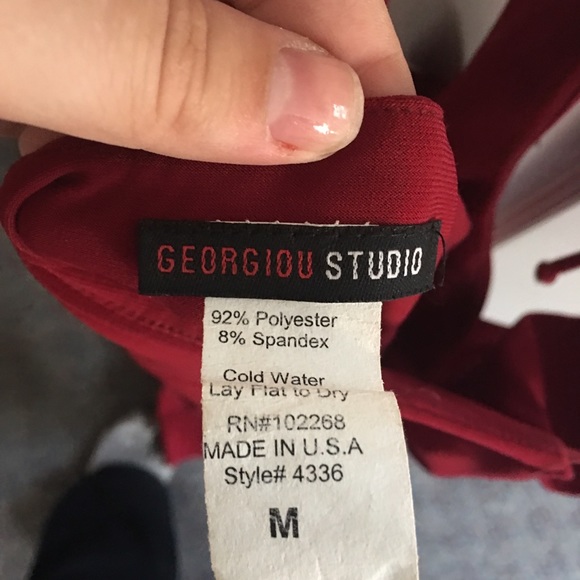 GEORGIOU STUDIO
92% Polyester
8% Spandex
Cold Water
Lay Flat to Dry
RN#102268
MADE IN U.S.A
Style# 4336
M